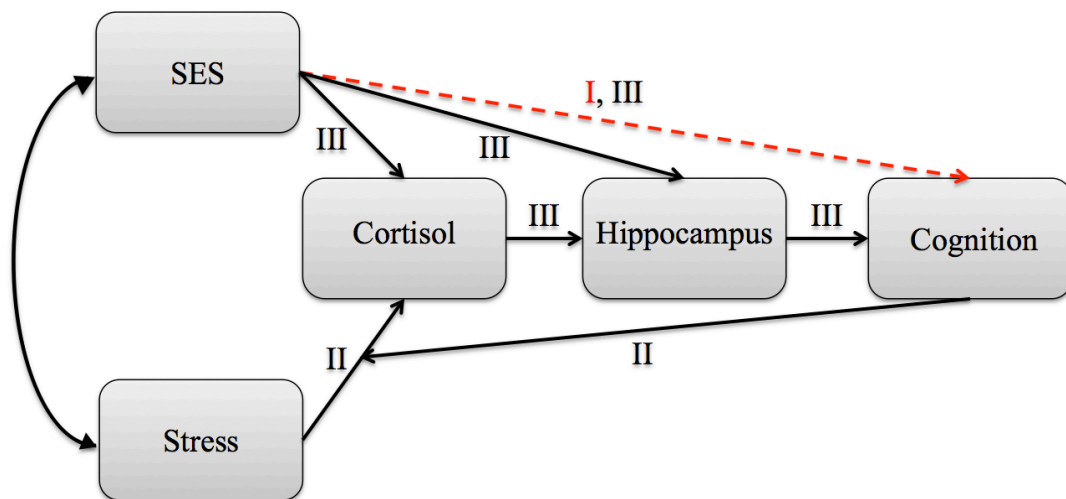 SES
I, III
III
III
Cortisol
III
Hippocampus
III
Cognition
II
II
Stress